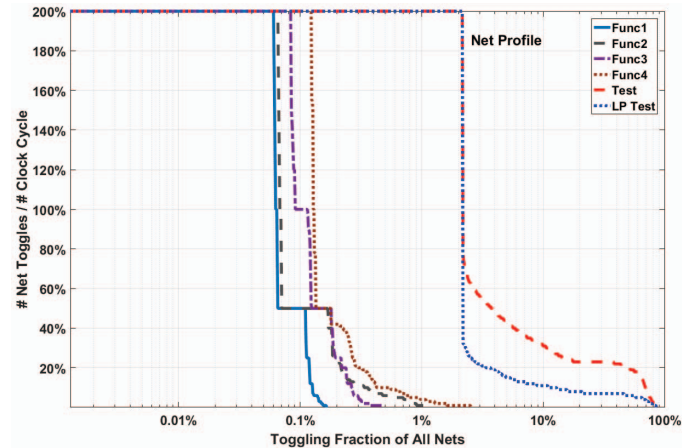 200%
180%
160%
140%
120%
100%
80%
60%
40%
20%
# Net Toggles / # Clock Cycle
Net Profile
Func1
Func2
Func3
Func4
Test
LP Test
0.01%
0.1%
1%
10%
100%
Toggling Fraction of All Nets